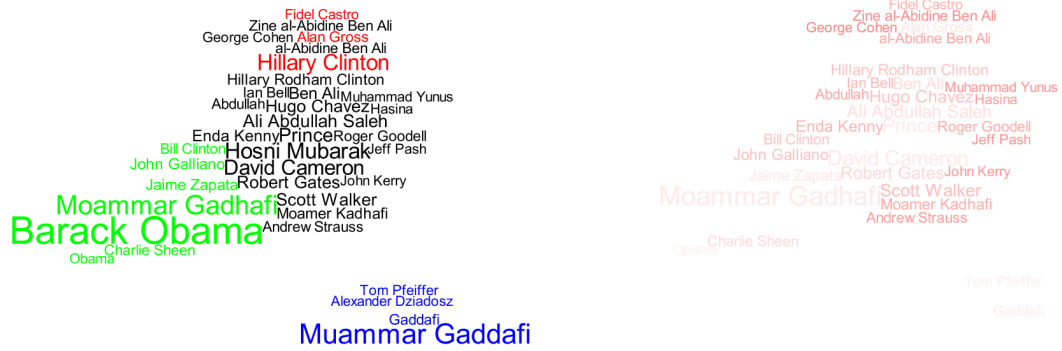 Fidel Castro
Zine al-Abidine Ben Ali
George Cohen Alan Gross
al-Abidine Ben Ali
Hillary Clinton
Hillary Rodham Clinton
Ian Bell Ben Ali Muhammad Yunus
Abdullah Hugo Chavez Hasina
Ali Abdullah Saleh
Enda Kenny Prince Roger Goodell
Bill Clinton Hosni Mubarak Jeff Pash
John Galliano David Cameron
Jaime Zapata Robert Gates John Kerry
Moammar Gadhafi Scott Walker
Moamer Kadhafi
Barack Obama Andrew Strauss
Charlie Sheen
Obama
Tom Pfeiffer
Alexander Dziadosz
Gaddafi
Muammar Gaddafi
Fidel Castro
Zine al-Abidine Ben Ali
George Cohen Alan Gross
al-Abidine Ben Ali
Hillary Rodham Clinton
Ian Bell Ben Ali Muhammad Yunus
Abdullah Hugo Chavez Hasina
Ali Abdullah Saleh
Enda Kenny Prince Roger Goodell
Bill Clinton Jeff Pash
John Galliano David Cameron
Jaime Zapata Robert Gates John Kerry
Moammar Gadhafi Scott Walker
Moamer Kadhafi
Andrew Strauss
Charlie Sheen
Obama
Tom Pfeiffer
Gaddafi